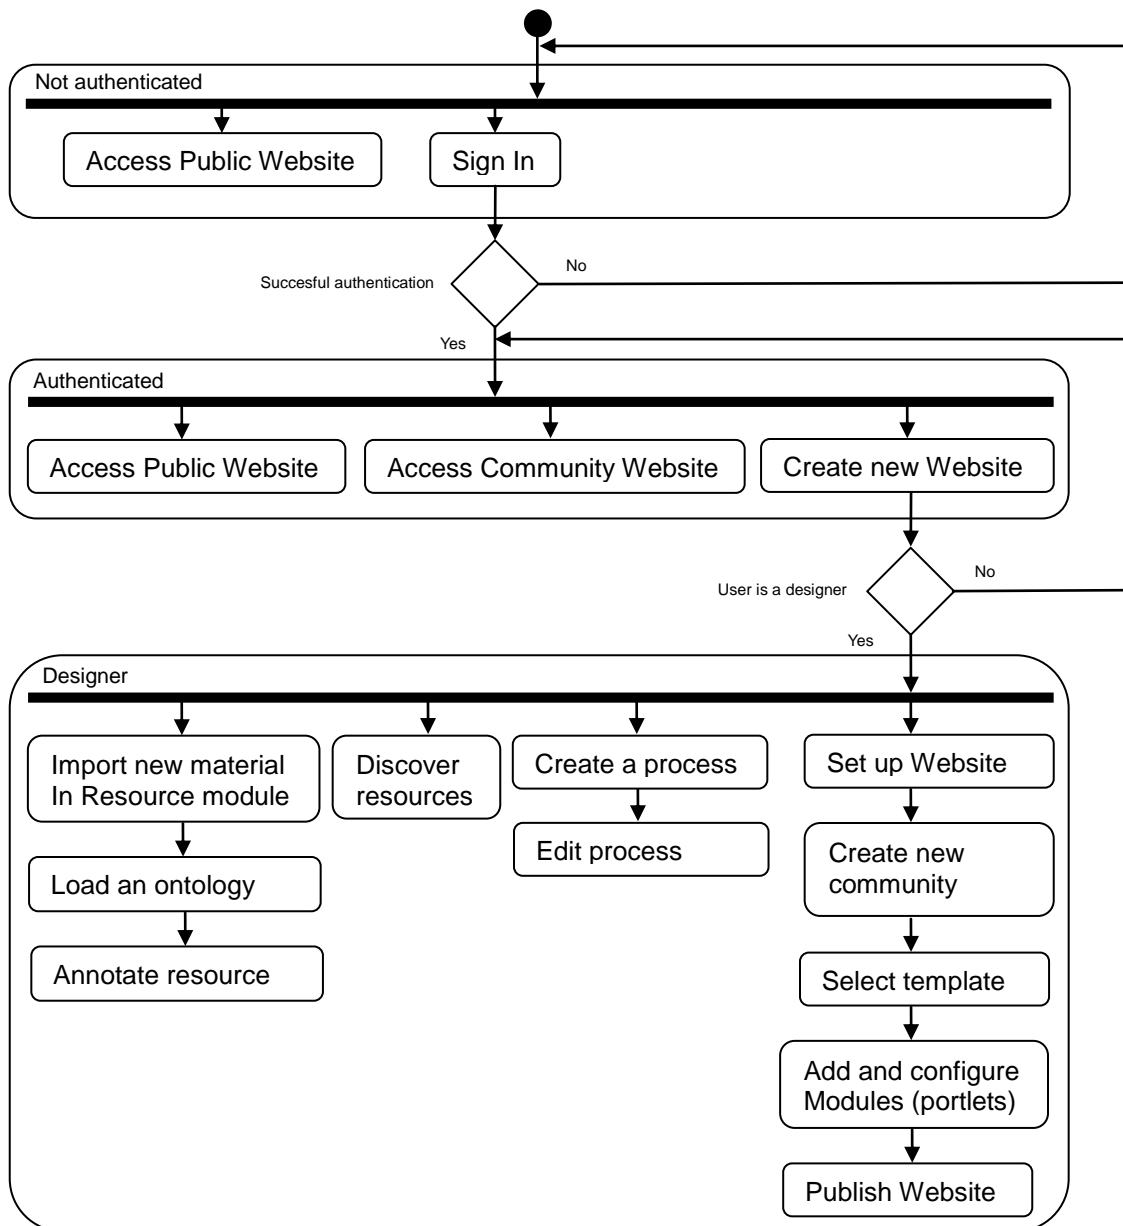 Not authenticated
Access Public Website
Sign In
Succesful authentication
No
Yes
Authenticated
Access Public Website
Access Community Website
Create new Website
User is a designer
No
Yes
Designer
Import new material
In Resource module
Discover
resources
Create a process
Set up Website
Edit process
Create new
community
Load an ontology
Annotate resource
Select template
Add and configure
Modules (portlets)
Publish Website